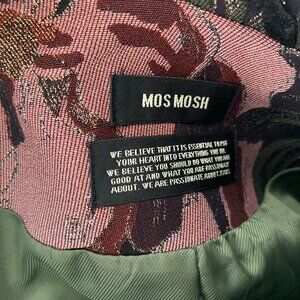 MOS MOSH
WE BELIEVE THAT IT IS ESSENTIAL TO PUT
YOUR HEART INTO EVERYTHING YOU DO.
WE BELIEVE YOU SHOULD DO WHAT YOU ARE
GOOD AT AND WHAT YOU ARE PASSIONATE
ABOUT. WE ARE PASSIONATE ABOUT JEANS